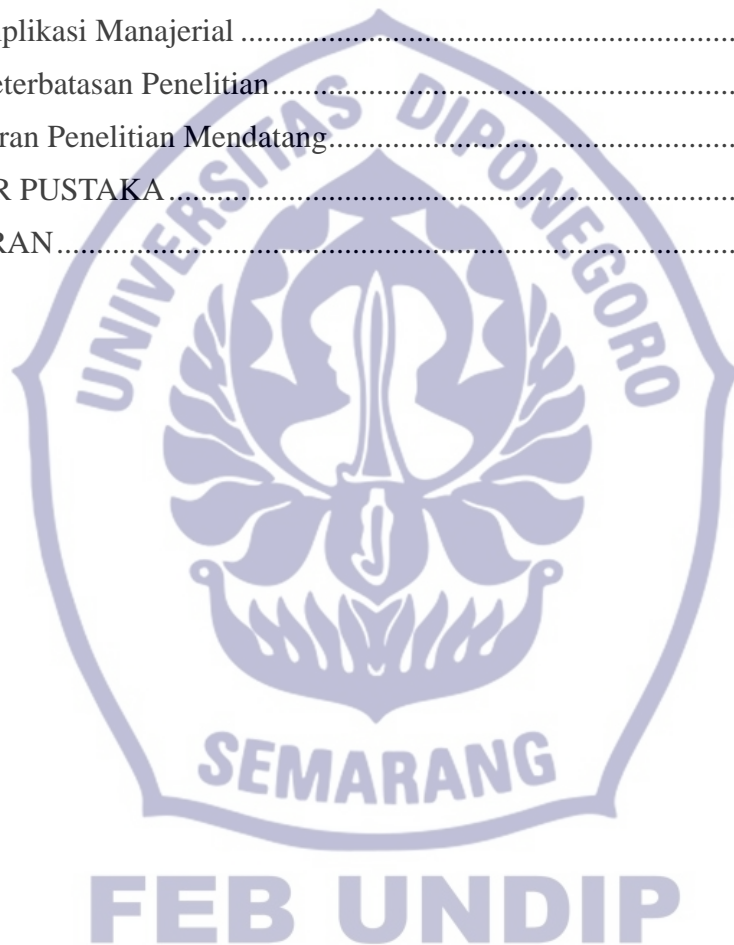 plikasi Manajerial ..........................................................
eterbatasan Penelitian ......................................................
ran Penelitian Mendatang ..................................................
R PUSTAKA ....................................................................
RAN ..............................................................................
UNIVERSITAS DIPONEGORO
SEMARANG
FEB UNDIP